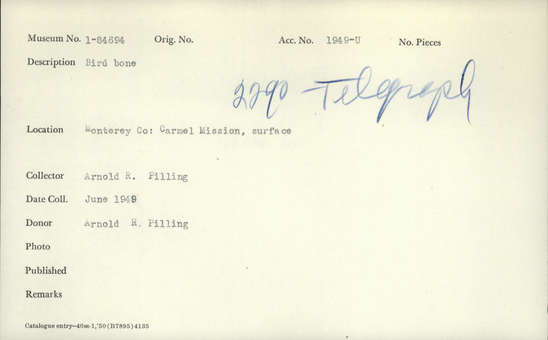 Museum No. 1-84694 Orig. No. Acc. No. 1949-U No. Pieces
Description Bird bone
2290 Telegraph
Location Monterey Co: Carmel Mission, surface
Collector Arnold R. Pilling
Date Coll. June 1949
Donor Arnold R. Pilling
Photo
Published
Remarks
Catalogue entry—40m-1,'50(B7895)4185